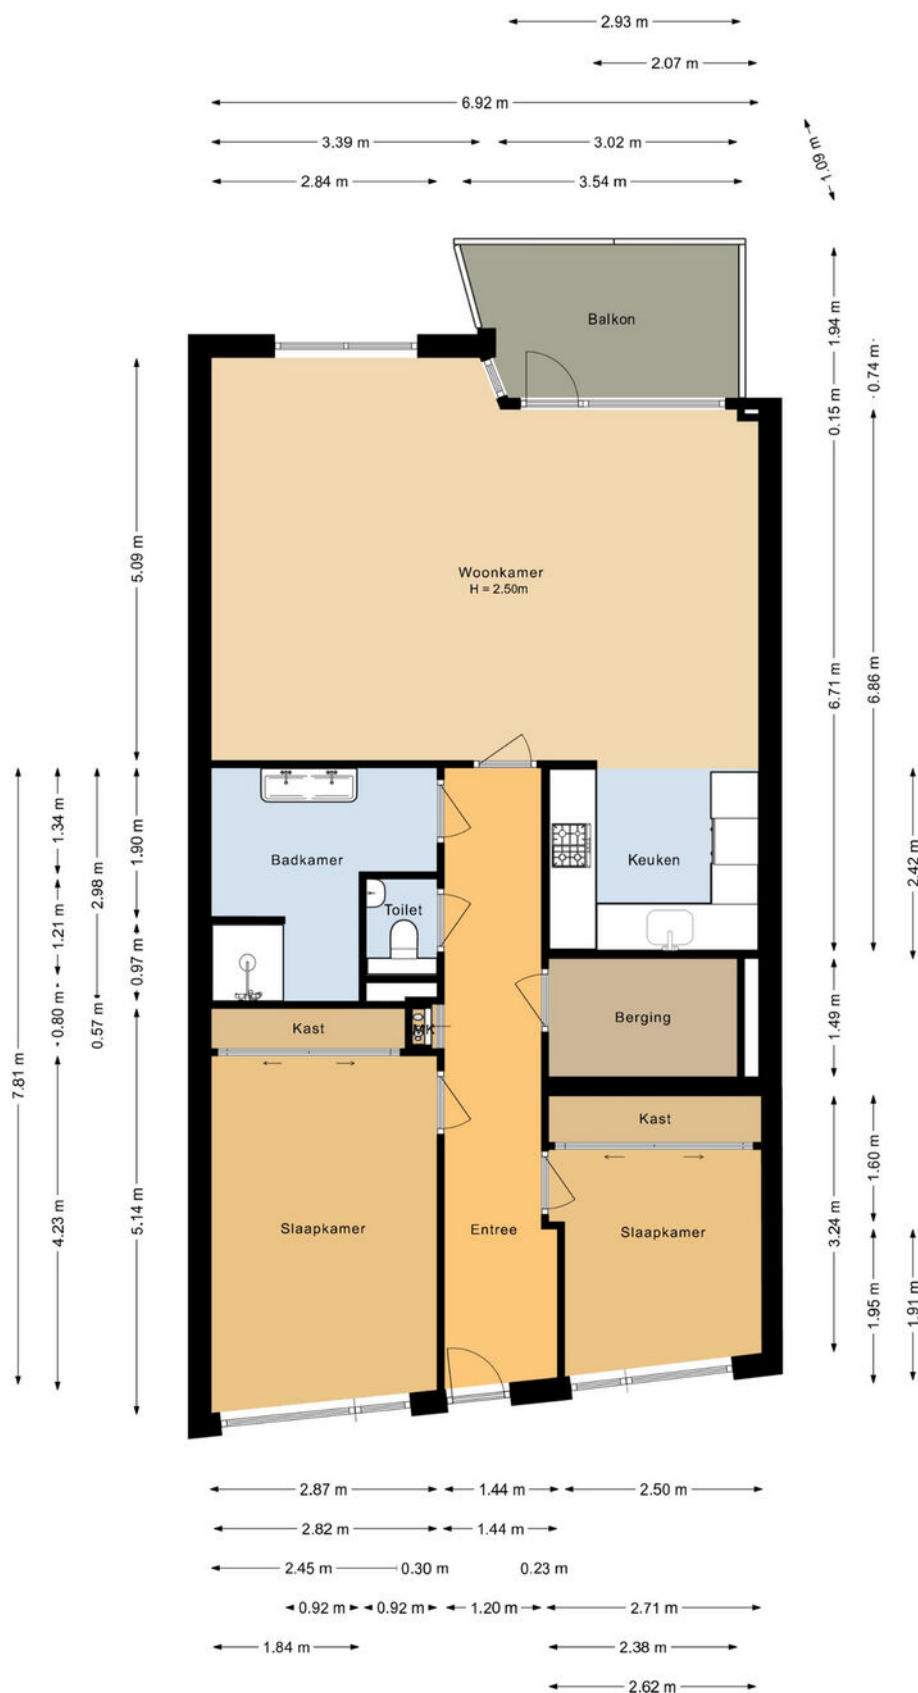 2.93 m
2.07 m
6.92 m
3.39 m
3.02 m
1.09 m
2.84 m
3.54 m
Balkon
1.94 m
0.74 m
0.15 m
5.09 m
Woonkamer
H = 2.50m
6.71 m
6.86 m
1.34 m
1.90 m
2.98 m
Badkamer
Keuken
2.42 m
Toilet
1.21 m
0.97 m
0.80 m
0.57 m
Kast
MK
Berging
1.49 m
7.81 m
Kast
1.60 m
4.23 m
5.14 m
Slaapkamer
Entree
Slaapkamer
3.24 m
1.95 m
1.91 m
2.87 m
1.44 m
2.50 m
2.82 m
1.44 m
2.45 m
0.30 m
0.23 m
0.92 m
0.92 m
1.20 m
2.71 m
1.84 m
2.38 m
2.62 m